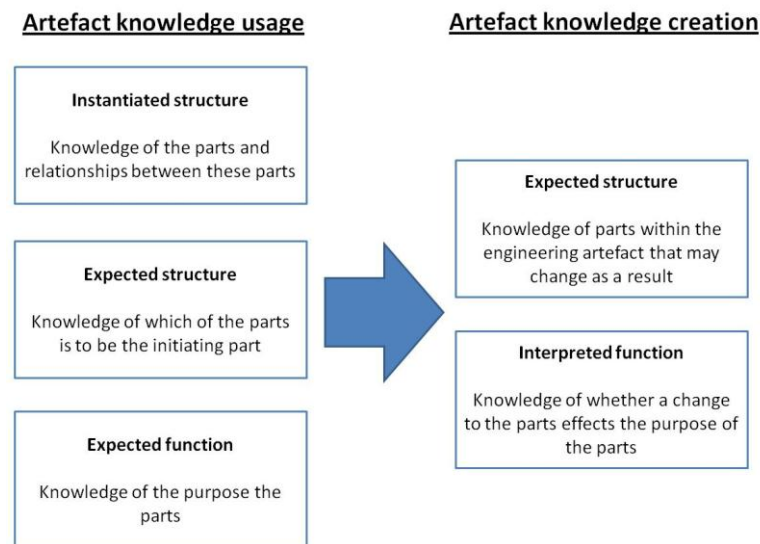 Artefact knowledge usage
Instantiated structure
Knowledge of the parts and
relationships between these parts
Expected structure
Knowledge of which of the parts
is to be the initiating part
Expected function
Knowledge of the purpose the
parts
Artefact knowledge creation
Expected structure
Knowledge of parts within the
engineering artefact that may
change as a result
Interpreted function
Knowledge of whether a change
to the parts effects the purpose of
the parts